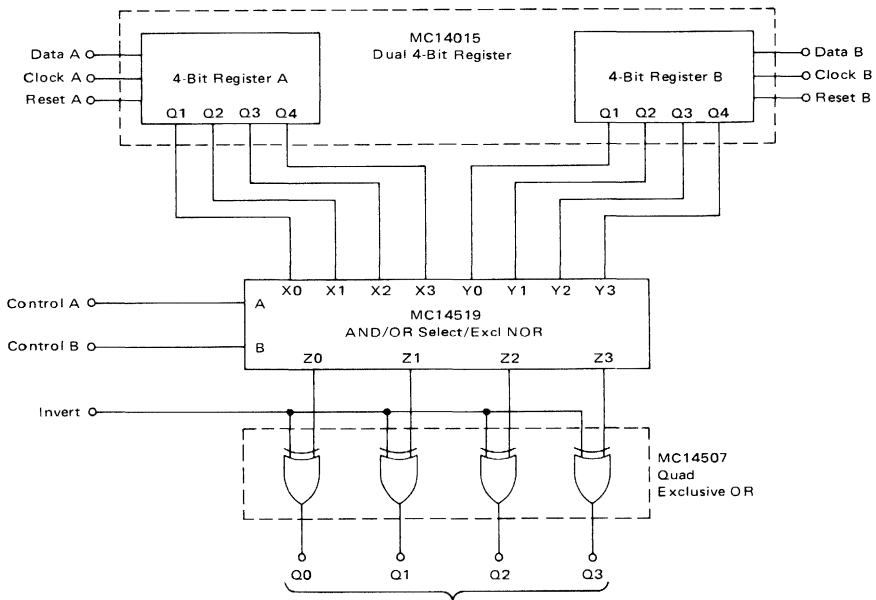 MC14015
Dual 4-Bit Register
Data A
Clock A
Reset A
4-Bit Register A
Q1 Q2 Q3 Q4
4-Bit Register B
Q1 Q2 Q3 Q4
Data B
Clock B
Reset B
X0 X1 X2 X3 Y0 Y1 Y2 Y3
Control A
A
MC14519
AND/OR Select/Excl NOR
Control B
B
Z0 Z1 Z2 Z3
Invert
MC14507
Quad
Exclusive OR
Q0 Q1 Q2 Q3